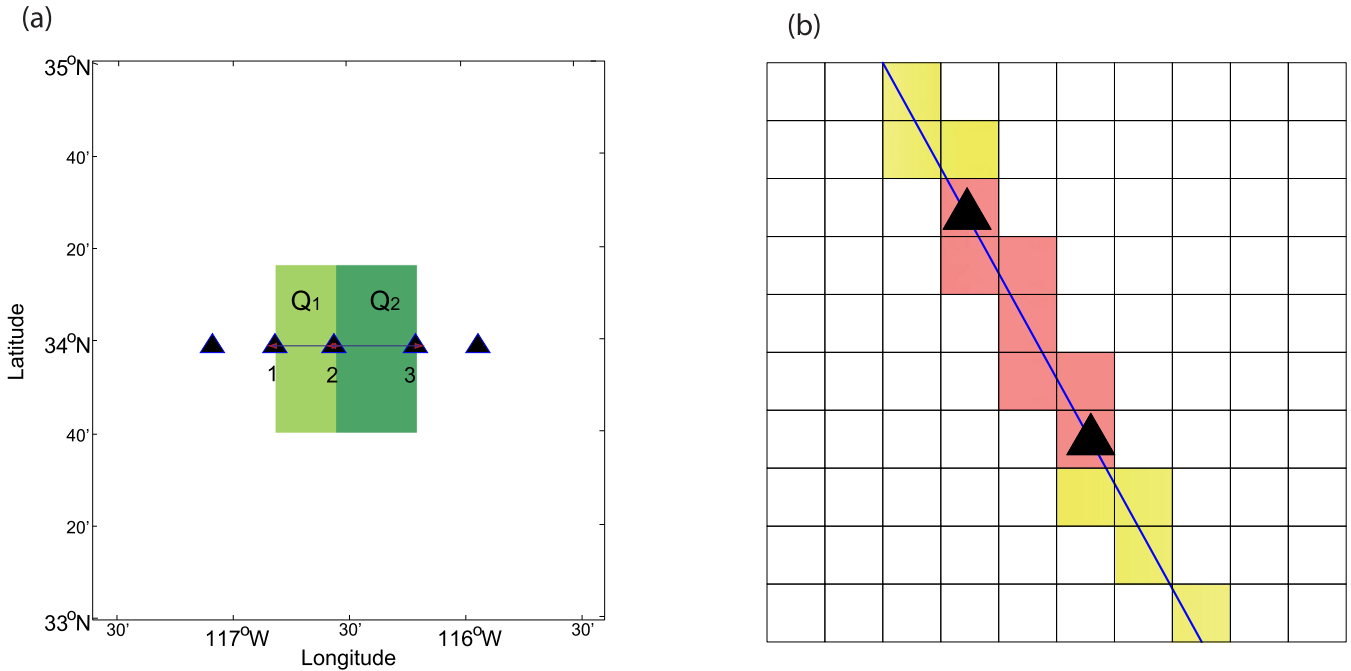 (a)
(b)
35°N
40'
20'
Q1
Q2
34°N
1
2
3
40'
20'
33°N
30'
117°W
30'
116°W
30'
Latitude
Longitude